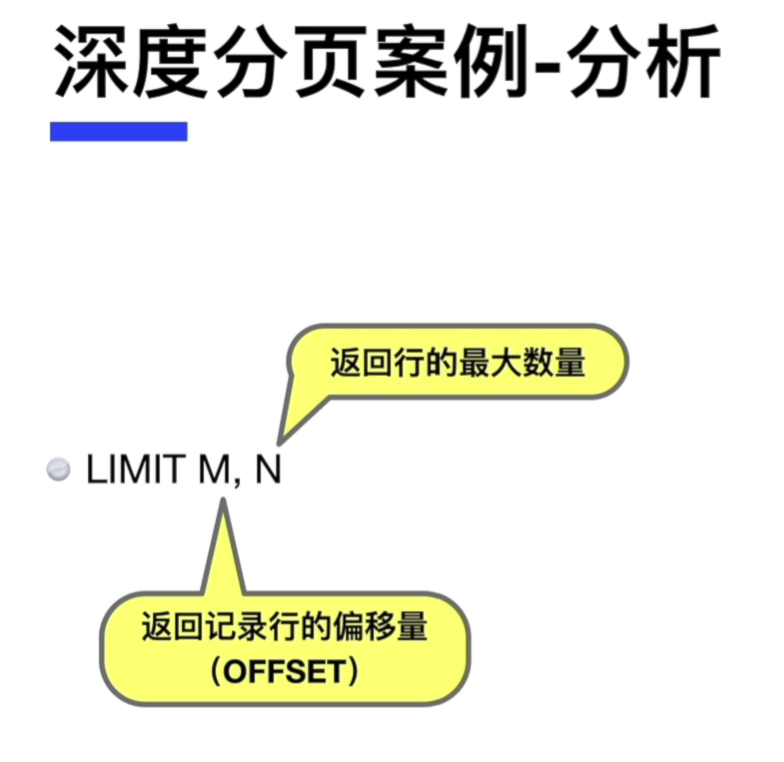 深度分页案例-分析
返回行的最大数量
LIMIT M, N
返回记录行的偏移量
（OFFSET）